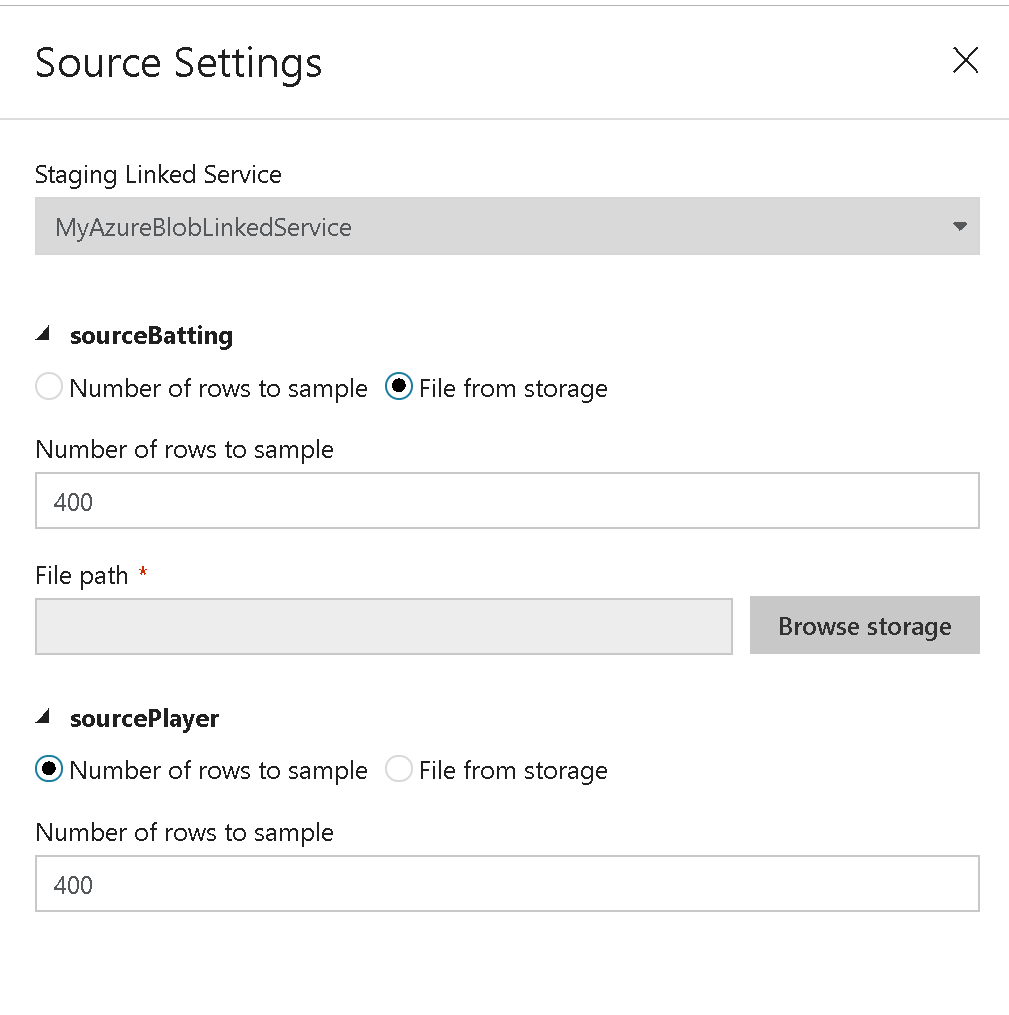 Source Settings
Staging Linked Service
MyAzureBlobLinkedService
sourceBatting
Number of rows to sample File from storage
Number of rows to sample
400
File path *
Browse storage
sourcePlayer
Number of rows to sample File from storage
Number of rows to sample
400